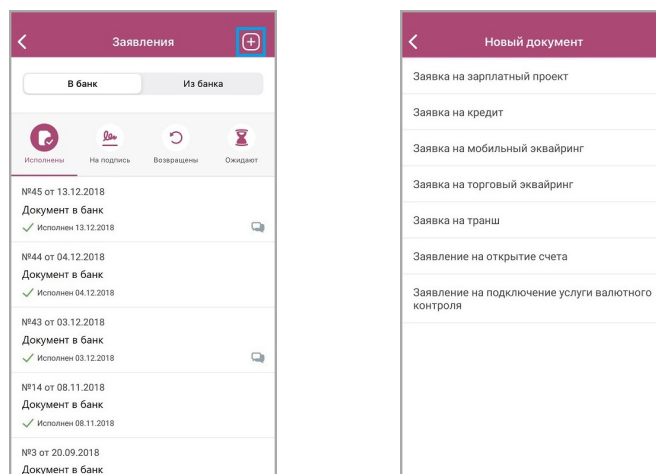 Заявления
В банк
Из банка
Исполнены
На подпись
Возвращены
Ожидают
№45 от 13.12.2018
Документ в банк
Исполнен 13.12.2018
№44 от 04.12.2018
Документ в банк
Исполнен 04.12.2018
№43 от 03.12.2018
Документ в банк
Исполнен 03.12.2018
№14 от 08.11.2018
Документ в банк
Исполнен 08.11.2018
№3 от 20.09.2018
Документ в банк
Новый документ
Заявка на зарплатный проект
Заявка на кредит
Заявка на мобильный эквайринг
Заявка на торговый эквайринг
Заявка на транш
Заявление на открытие счета
Заявление на подключение услуги валютного
контроля